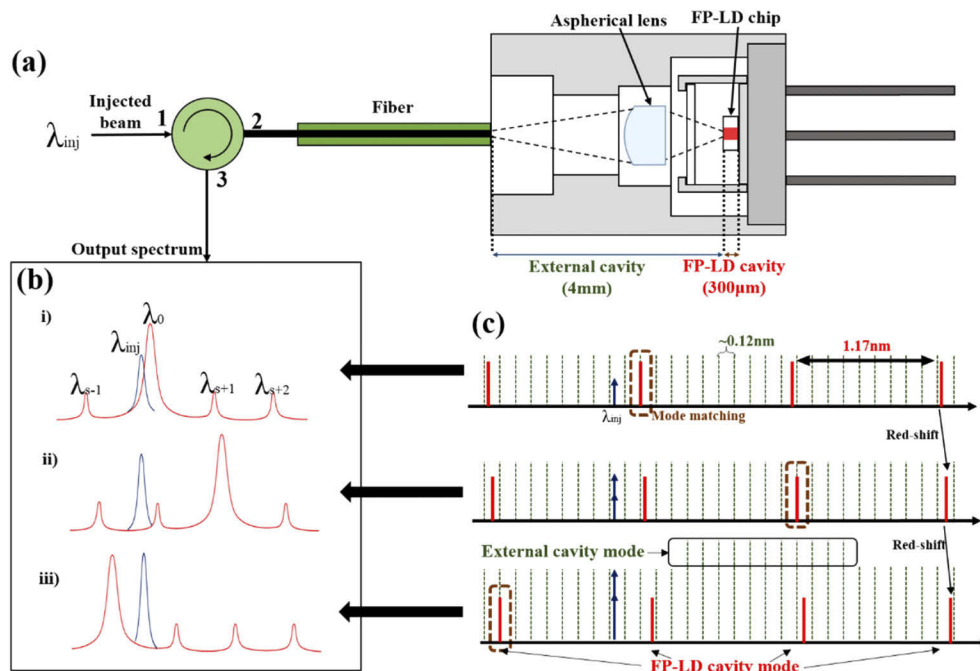 (a)
Injected
beam
λinj
1
2
3
Fiber
Aspherical lens
FP-LD chip
Output spectrum
External cavity
(4mm)
FP-LD cavity
(300μm)
(b)
i)
λ0
λinj
λs-1
λs+1
λs+2
ii)
iii)
(c)
~0.12nm
1.17nm
λinj
Mode matching
Red-shift
External cavity mode
Red-shift
FP-LD cavity mode